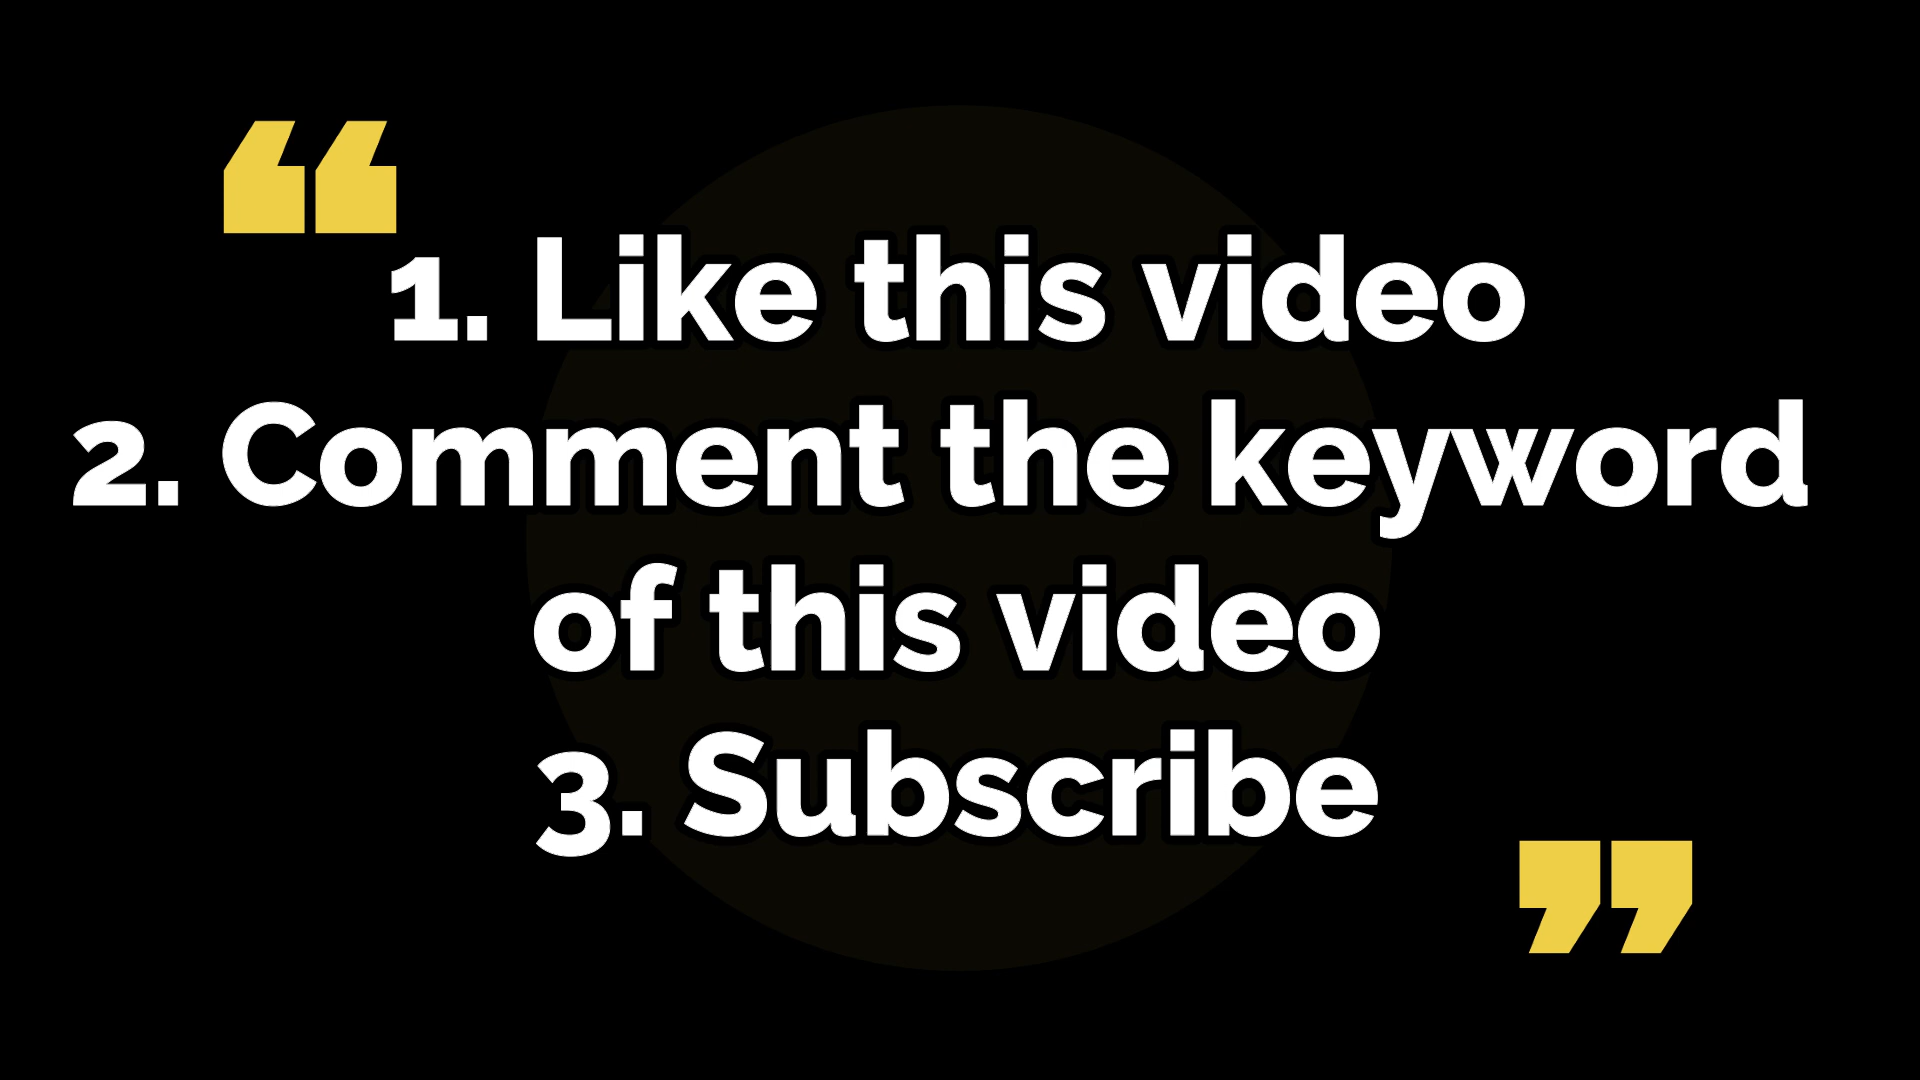 “
1. Like this video
2. Comment the keyword
of this video
3. Subscribe
”